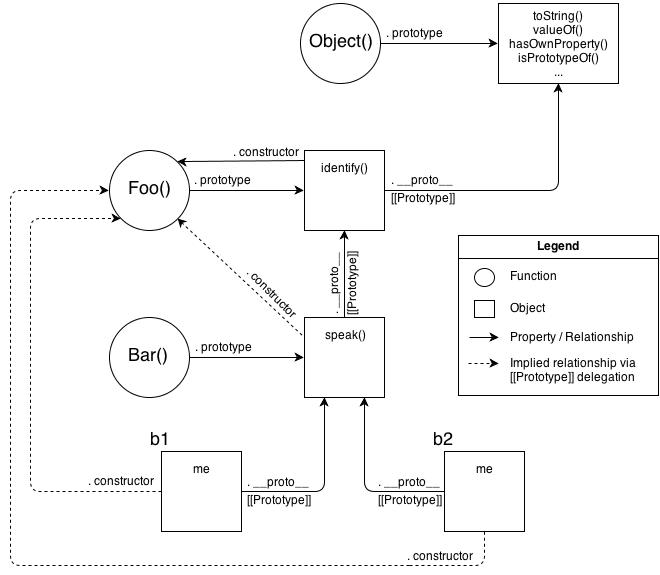 Object()
. prototype
toString()
valueOf()
hasOwnProperty()
isPrototypeOf()
...
Foo()
. constructor
. prototype
identify()
. __proto__
[[Prototype]]
. constructor
. __proto__
[[Prototype]]
Bar()
. prototype
speak()
Legend
Function
Object
Property / Relationship
Implied relationship via
[[Prototype]] delegation
b1
me
. constructor
. __proto__
[[Prototype]]
b2
me
. __proto__
[[Prototype]]
. constructor